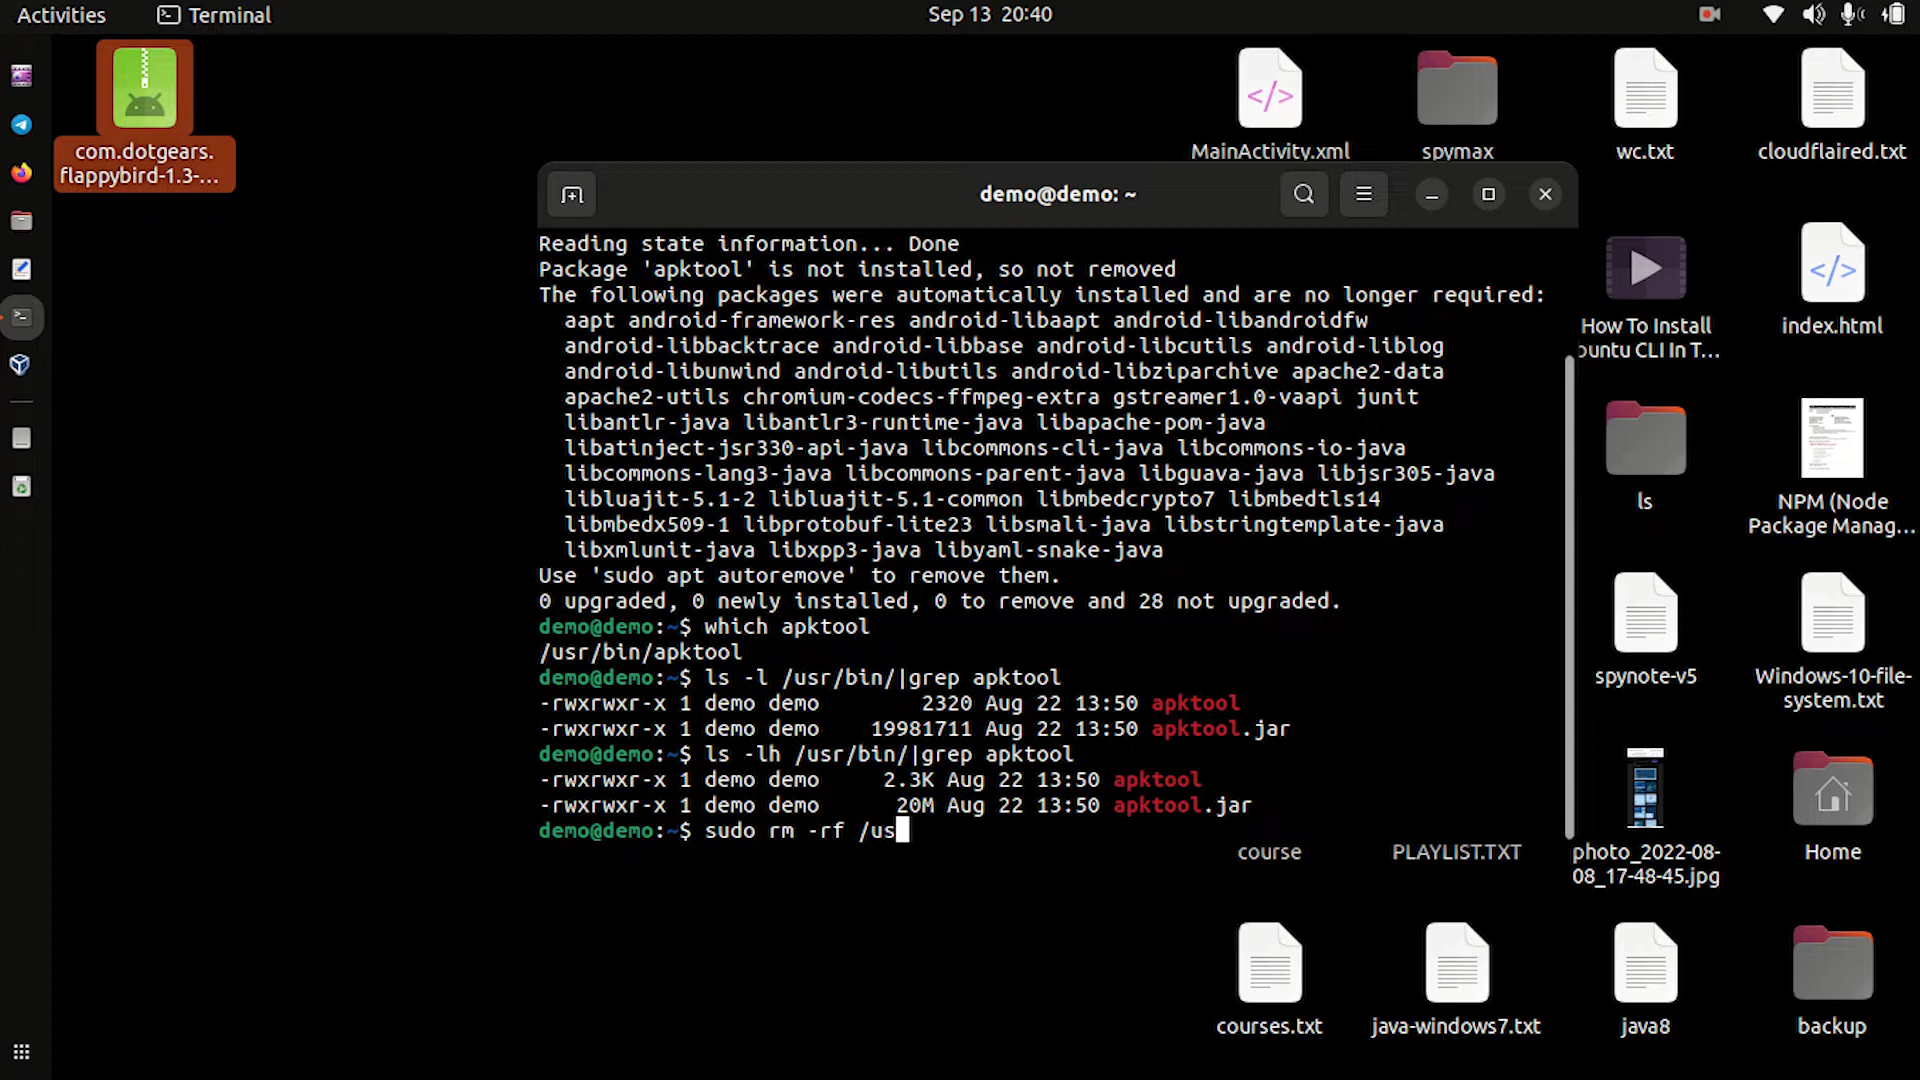 Activities
Terminal
Sep 13 20:40
com.dotgears.
flappybird-1.3-...
MainActivity.xml
spymax
wc.txt
cloudflaired.txt
demo@demo: ~
Reading state information... Done
Package 'apktool' is not installed, so not removed
The following packages were automatically installed and are no longer required:
aapt android-framework-res android-libaapt android-libandroidfw
android-libbacktrace android-libbase android-libcutils android-liblog
android-libunwind android-libutils android-libziparchive apache2-data
apache2-utils chromium-codecs-ffmpeg-extra gstreamer1.0-vaapi junit
libantlr-java libantlr3-runtime-java libapache-pom-java
libatinject-jsr330-api-java libcommons-cli-java libcommons-io-java
libcommons-lang3-java libcommons-parent-java libguava-java libjsr305-java
libluajit-5.1-2 libluajit-5.1-common libmbedcrypto7 libmbedtls14
libmbedx509-1 libprotobuf-lite23 libsmali-java libstringtemplate-java
libxmlunit-java libxpp3-java libyaml-snake-java
Use 'sudo apt autoremove' to remove them.
0 upgraded, 0 newly installed, 0 to remove and 28 not upgraded.
demo@demo:~$ which apktool
/usr/bin/apktool
demo@demo:~$ ls -l /usr/bin/|grep apktool
-rwxrwxr-x 1 demo demo 2320 Aug 22 13:50 apktool
-rwxrwxr-x 1 demo demo 19981711 Aug 22 13:50 apktool.jar
demo@demo:~$ ls -lh /usr/bin/|grep apktool
-rwxrwxr-x 1 demo demo 2.3K Aug 22 13:50 apktool
-rwxrwxr-x 1 demo demo 20M Aug 22 13:50 apktool.jar
demo@demo:~$ sudo rm -rf /us
How To Install
ountu CLI In T...
index.html
ls
NPM (Node
Package Manag...
spynote-v5
Windows-10-file-
system.txt
course
PLAYLIST.TXT
photo_2022-08-
08_17-48-45.jpg
Home
courses.txt
java-windows7.txt
java8
backup